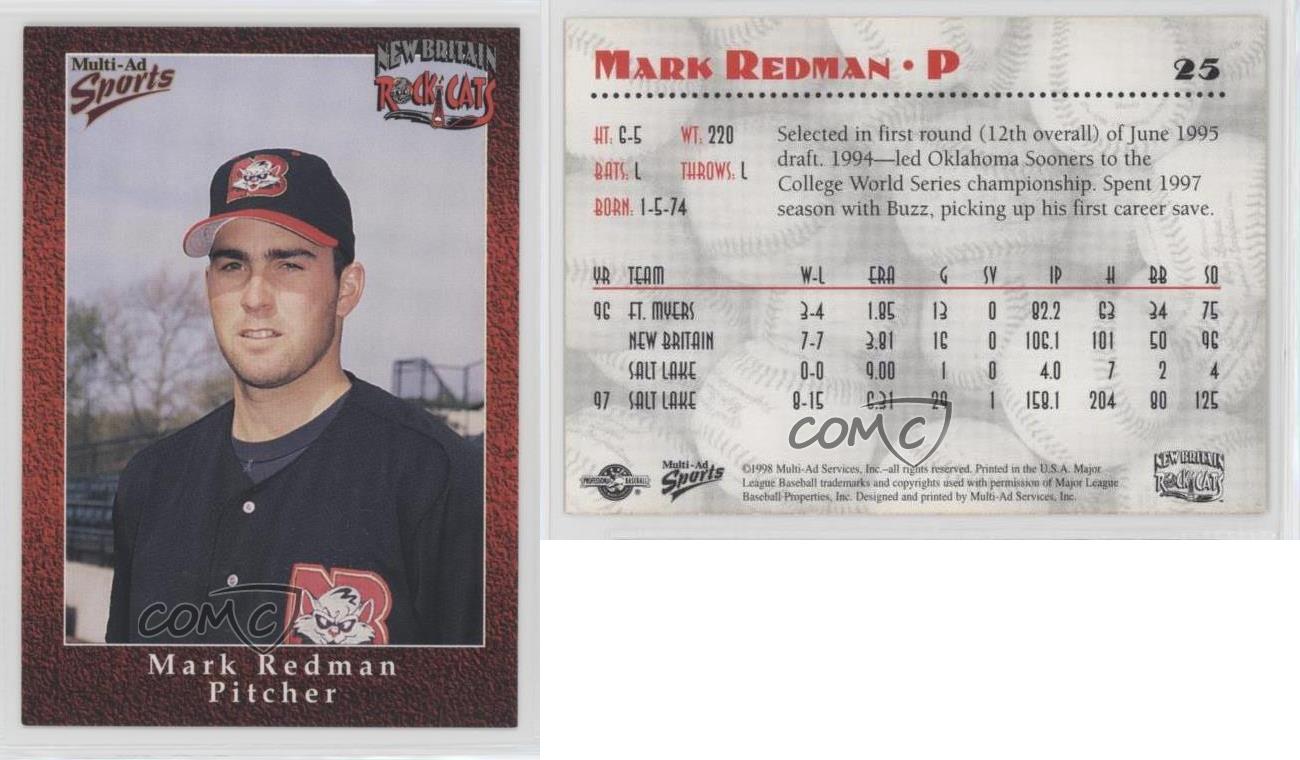 Multi-Ad
Sports
NEW BRITAIN
ROCK CATS
B
NB
COMC
Mark Redman
Pitcher
MARK REDMAN • P 25
HT: 6-5 WT: 220
BATS: L THROWS: L
BORN: 1-5-74
Selected in first round (12th overall) of June 1995
draft. 1994—led Oklahoma Sooners to the
College World Series championship. Spent 1997
season with Buzz, picking up his first career save.
YR TEAM W-L ERA G SV IP H BB SO
96 FT. MYERS 3-4 1.85 13 0 82.2 63 34 75
NEW BRITAIN 7-7 3.81 16 0 106.1 101 50 96
SALT LAKE 0-0 9.00 1 0 4.0 7 2 4
97 SALT LAKE 8-15 6.31 29 1 158.1 204 80 125
COMC
PROFESSIONAL BASEBALL
Multi-Ad
Sports
©1998 Multi-Ad Services, Inc.–all rights reserved. Printed in the U.S.A. Major
League Baseball trademarks and copyrights used with permission of Major League
Baseball Properties, Inc. Designed and printed by Multi-Ad Services, Inc.
NEW BRITAIN
ROCK CATS